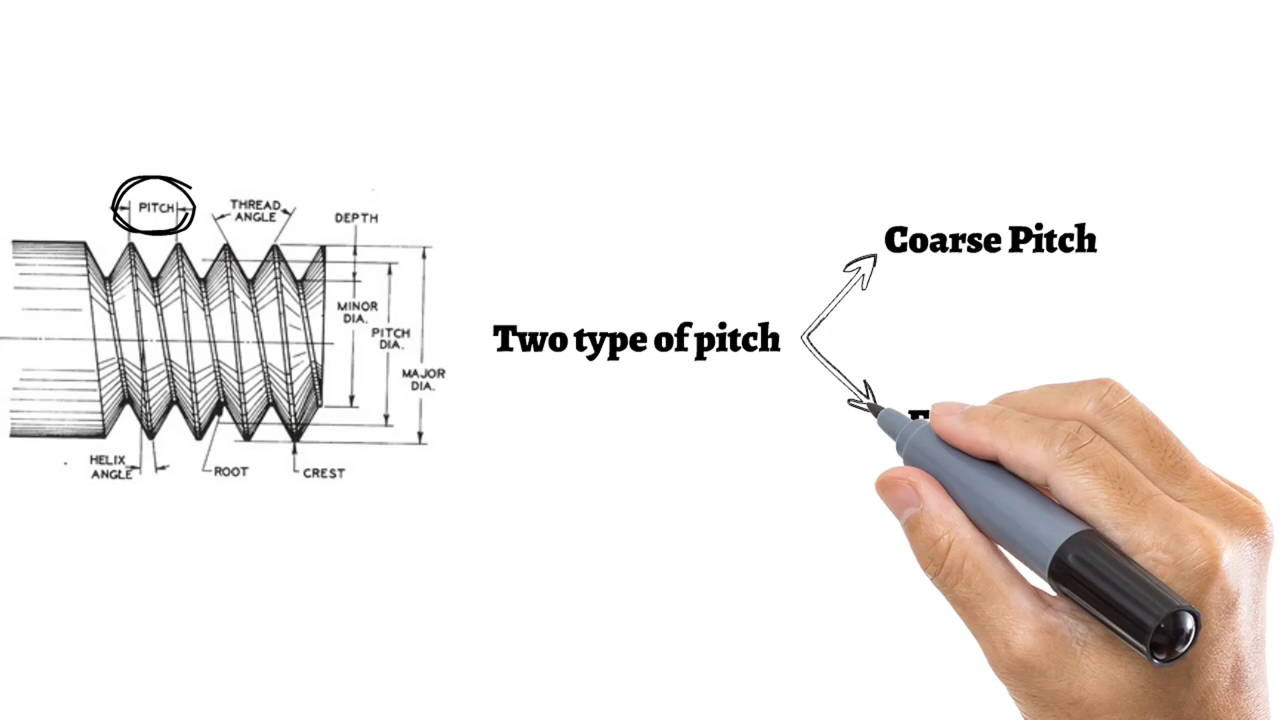 PITCH
THREAD
ANGLE
DEPTH
MINOR
DIA.
PITCH
DIA.
MAJOR
DIA.
HELIX
ANGLE
ROOT
CREST
Two type of pitch
Coarse Pitch